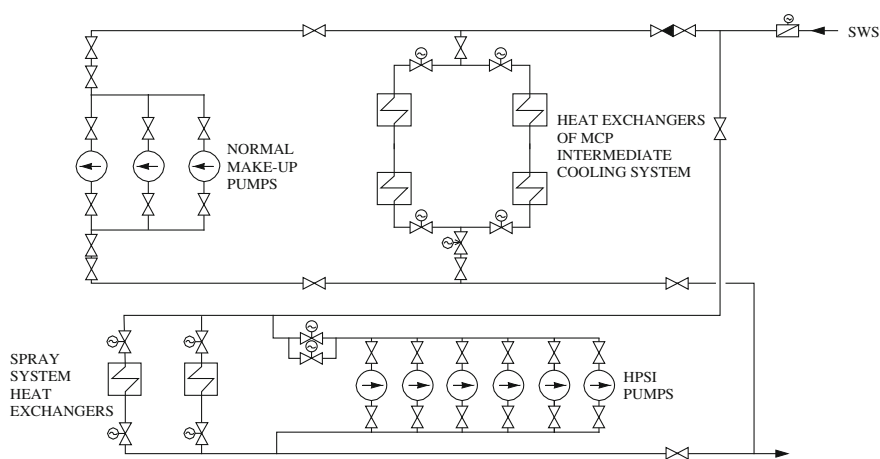 SWS
HEAT EXCHANGERS
OF MCP
INTERMEDIATE
COOLING SYSTEM
NORMAL
MAKE-UP
PUMPS
SPRAY
SYSTEM
HEAT
EXCHANGERS
HPSI
PUMPS